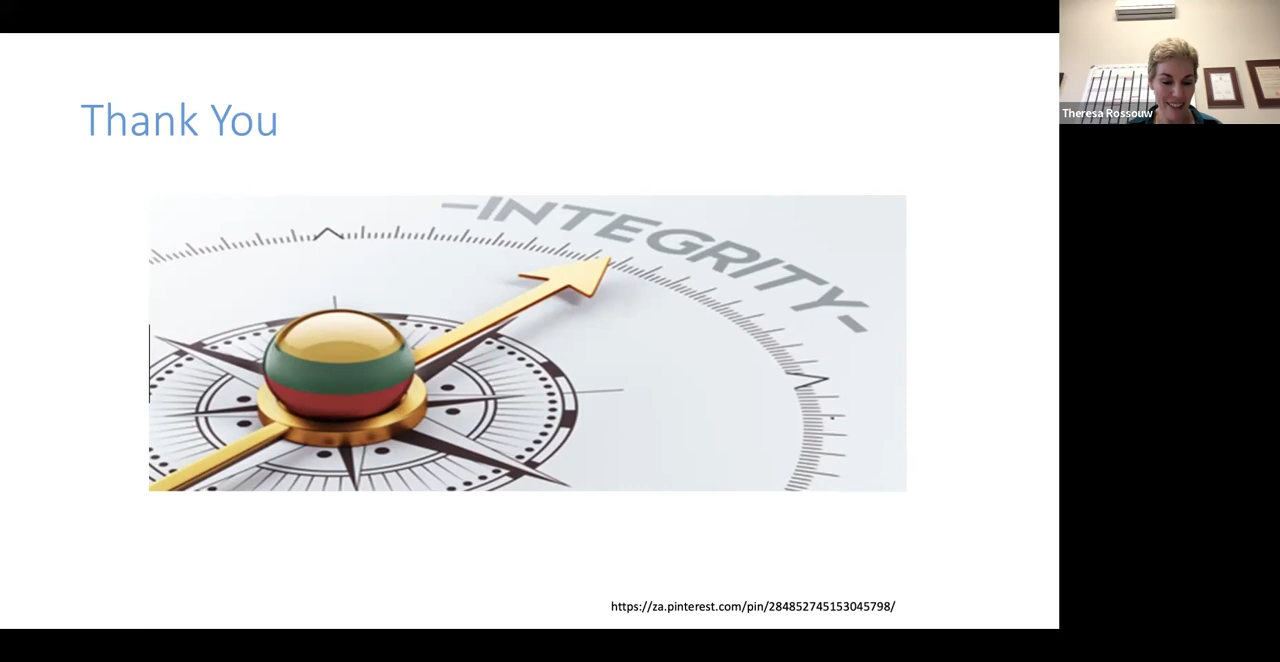 Thank You
-INTEGRITY-
https://za.pinterest.com/pin/284852745153045798/
Theresa Rossouw